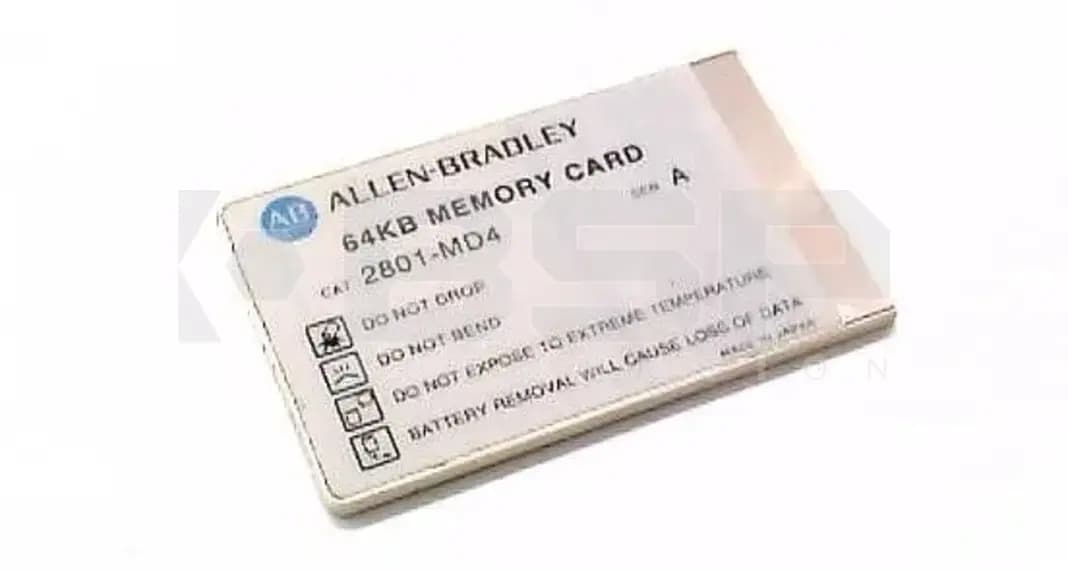 AB
ALLEN-BRADLEY
64KB MEMORY CARD
SER A
CAT 2801-MD4
DO NOT DROP
DO NOT BEND
DO NOT EXPOSE TO EXTREME TEMPERATURE
BATTERY REMOVAL WILL CAUSE LOSS OF DATA
MADE IN JAPAN